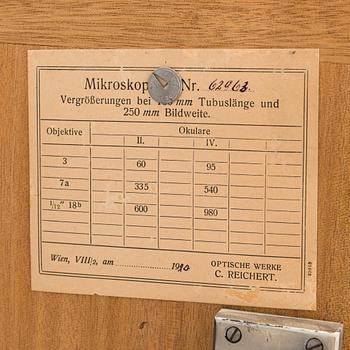 Mikroskop Nr. 62963
Vergrößerungen bei mm Tubuslänge und
250 mm Bildweite.
Objektive Okulare
II. IV.
3 60 95
7a 335 540
1/12" 18b 600 980
Wien, VIII/2, am 19
OPTISCHE WERKE
C. REICHERT.